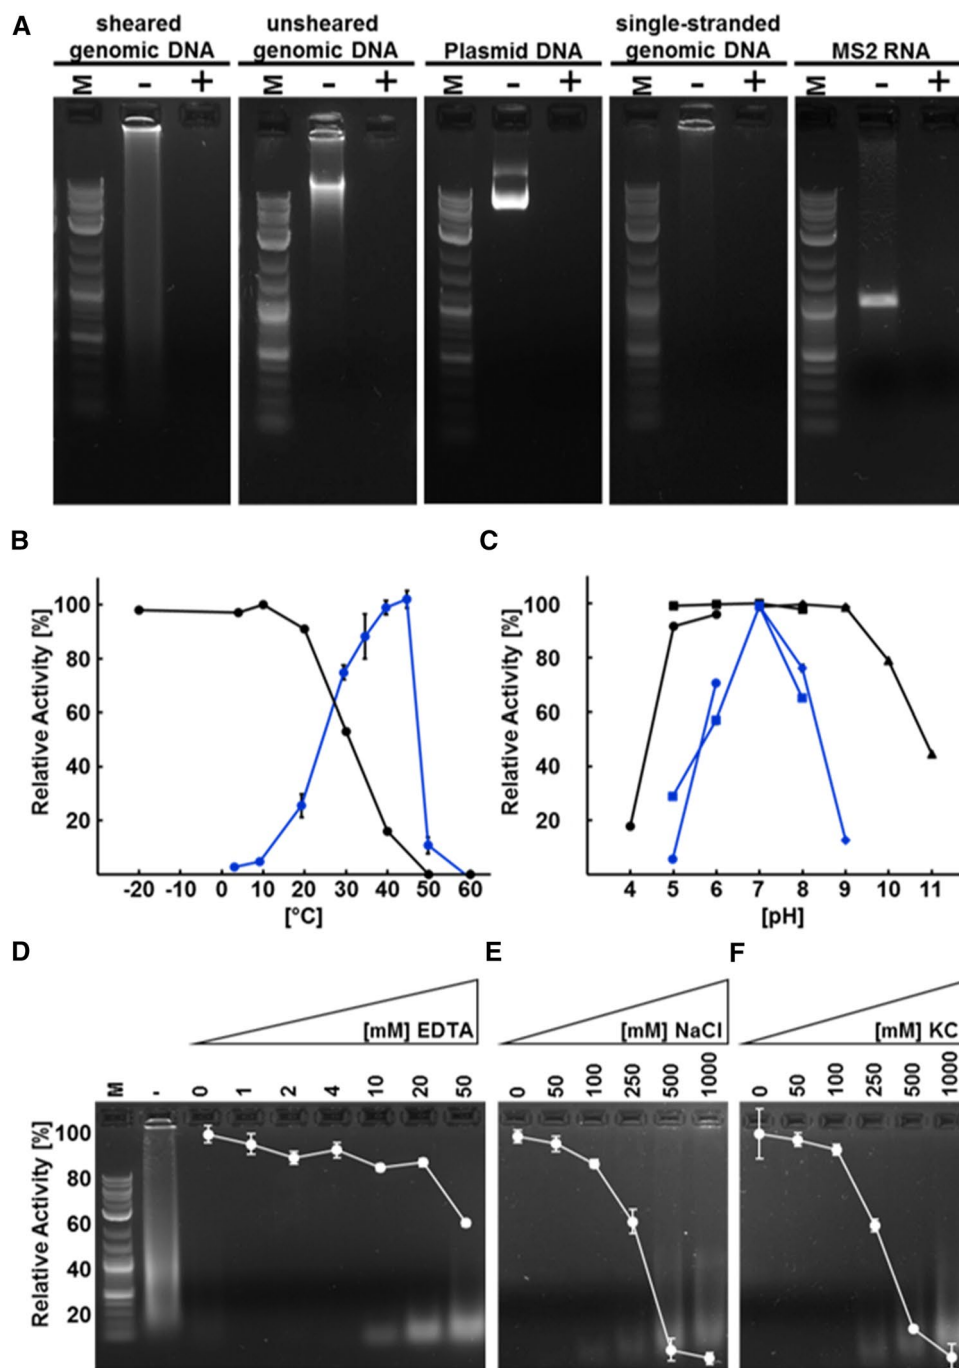 A
sheared genomic DNA
unsheared genomic DNA
Plasmid DNA
single-stranded genomic DNA
MS2 RNA
M - +
M - +
M - +
M - +
M - +
B
Relative Activity [%]
100
80
60
40
20
-20 -10 0 10 20 30 40 50 60
[°C]
C
Relative Activity [%]
100
80
60
40
20
4 5 6 7 8 9 10 11
[pH]
D
[mM] EDTA
M - 0 1 2 4 10 20 50
Relative Activity [%]
100
80
60
40
20
E
[mM] NaCl
0 50 100 250 500 1000
F
[mM] KC
0 50 100 250 500 1000